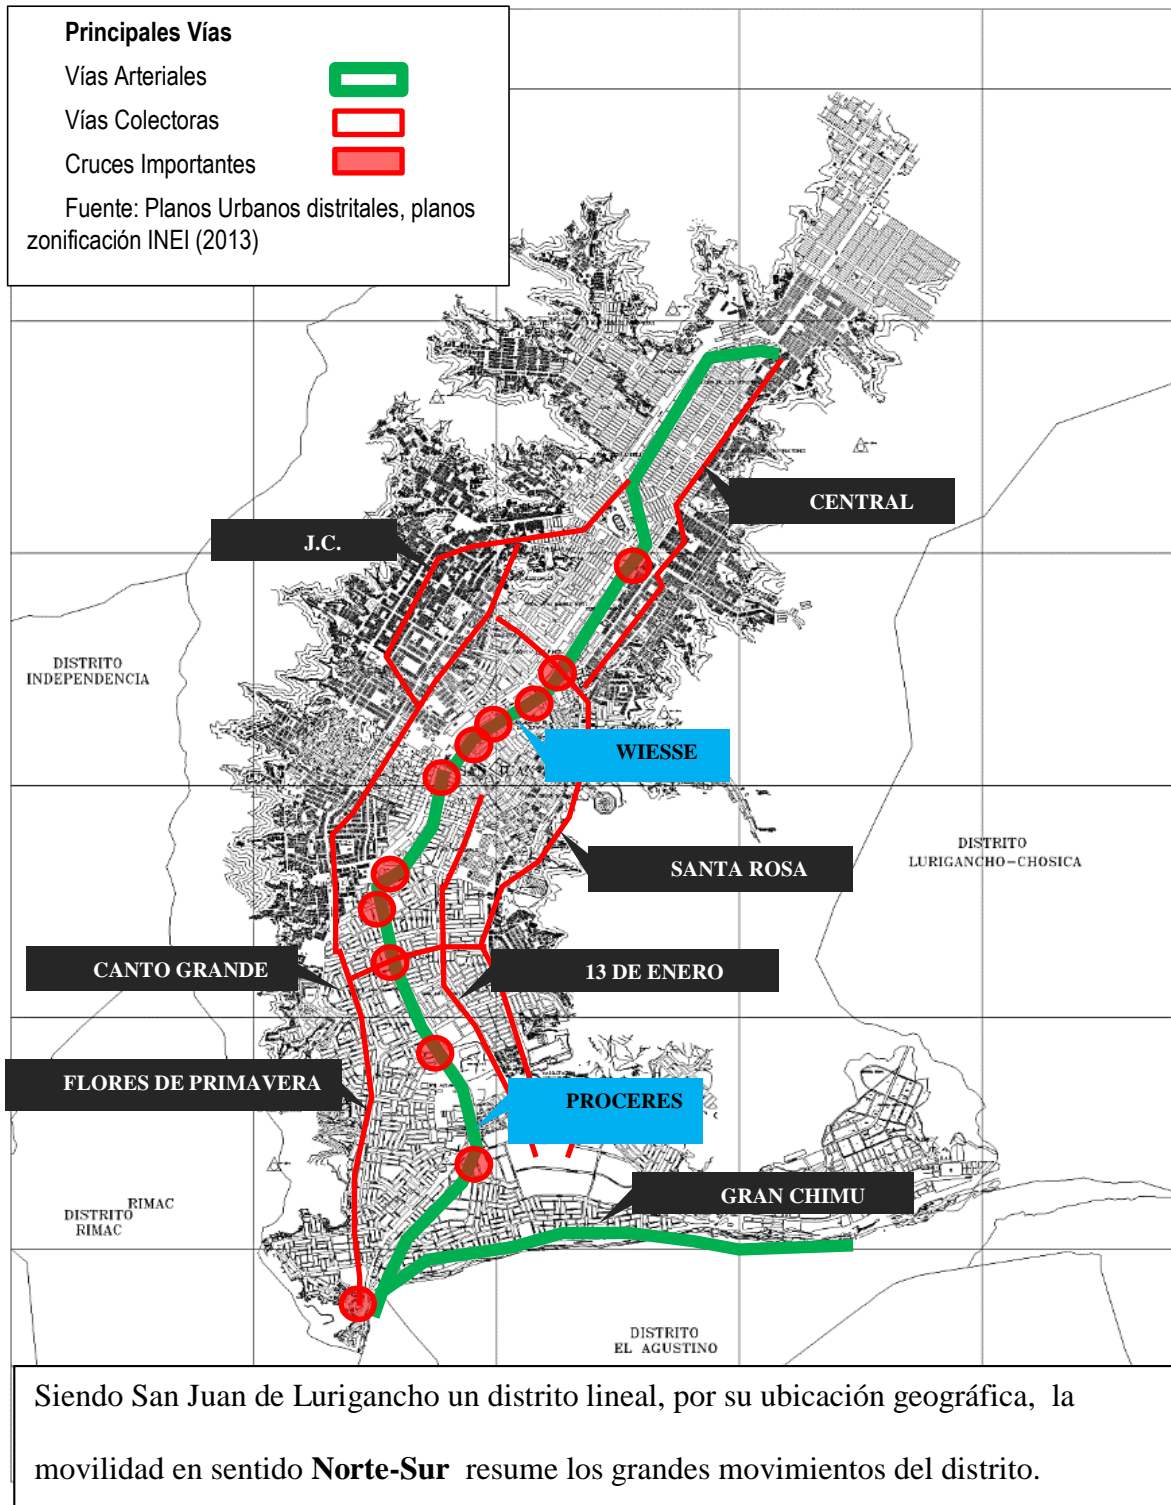 Principales Vías
Vías Arteriales
Vías Colectoras
Cruces Importantes
Fuente: Planos Urbanos distritales, planos
zonificación INEI (2013)
CENTRAL
J.C.
DISTRITO
INDEPENDENCIA
WIESSE
SAN JUAN
DISTRITO
LURIGANCHO-CHOSICA
SANTA ROSA
CANTO GRANDE
13 DE ENERO
FLORES DE PRIMAVERA
PROCERES
GRAN CHIMU
RIMAC
DISTRITO
RIMAC
DISTRITO
EL AGUSTINO
Siendo San Juan de Lurigancho un distrito lineal, por su ubicación geográfica, la
movilidad en sentido Norte-Sur resume los grandes movimientos del distrito.